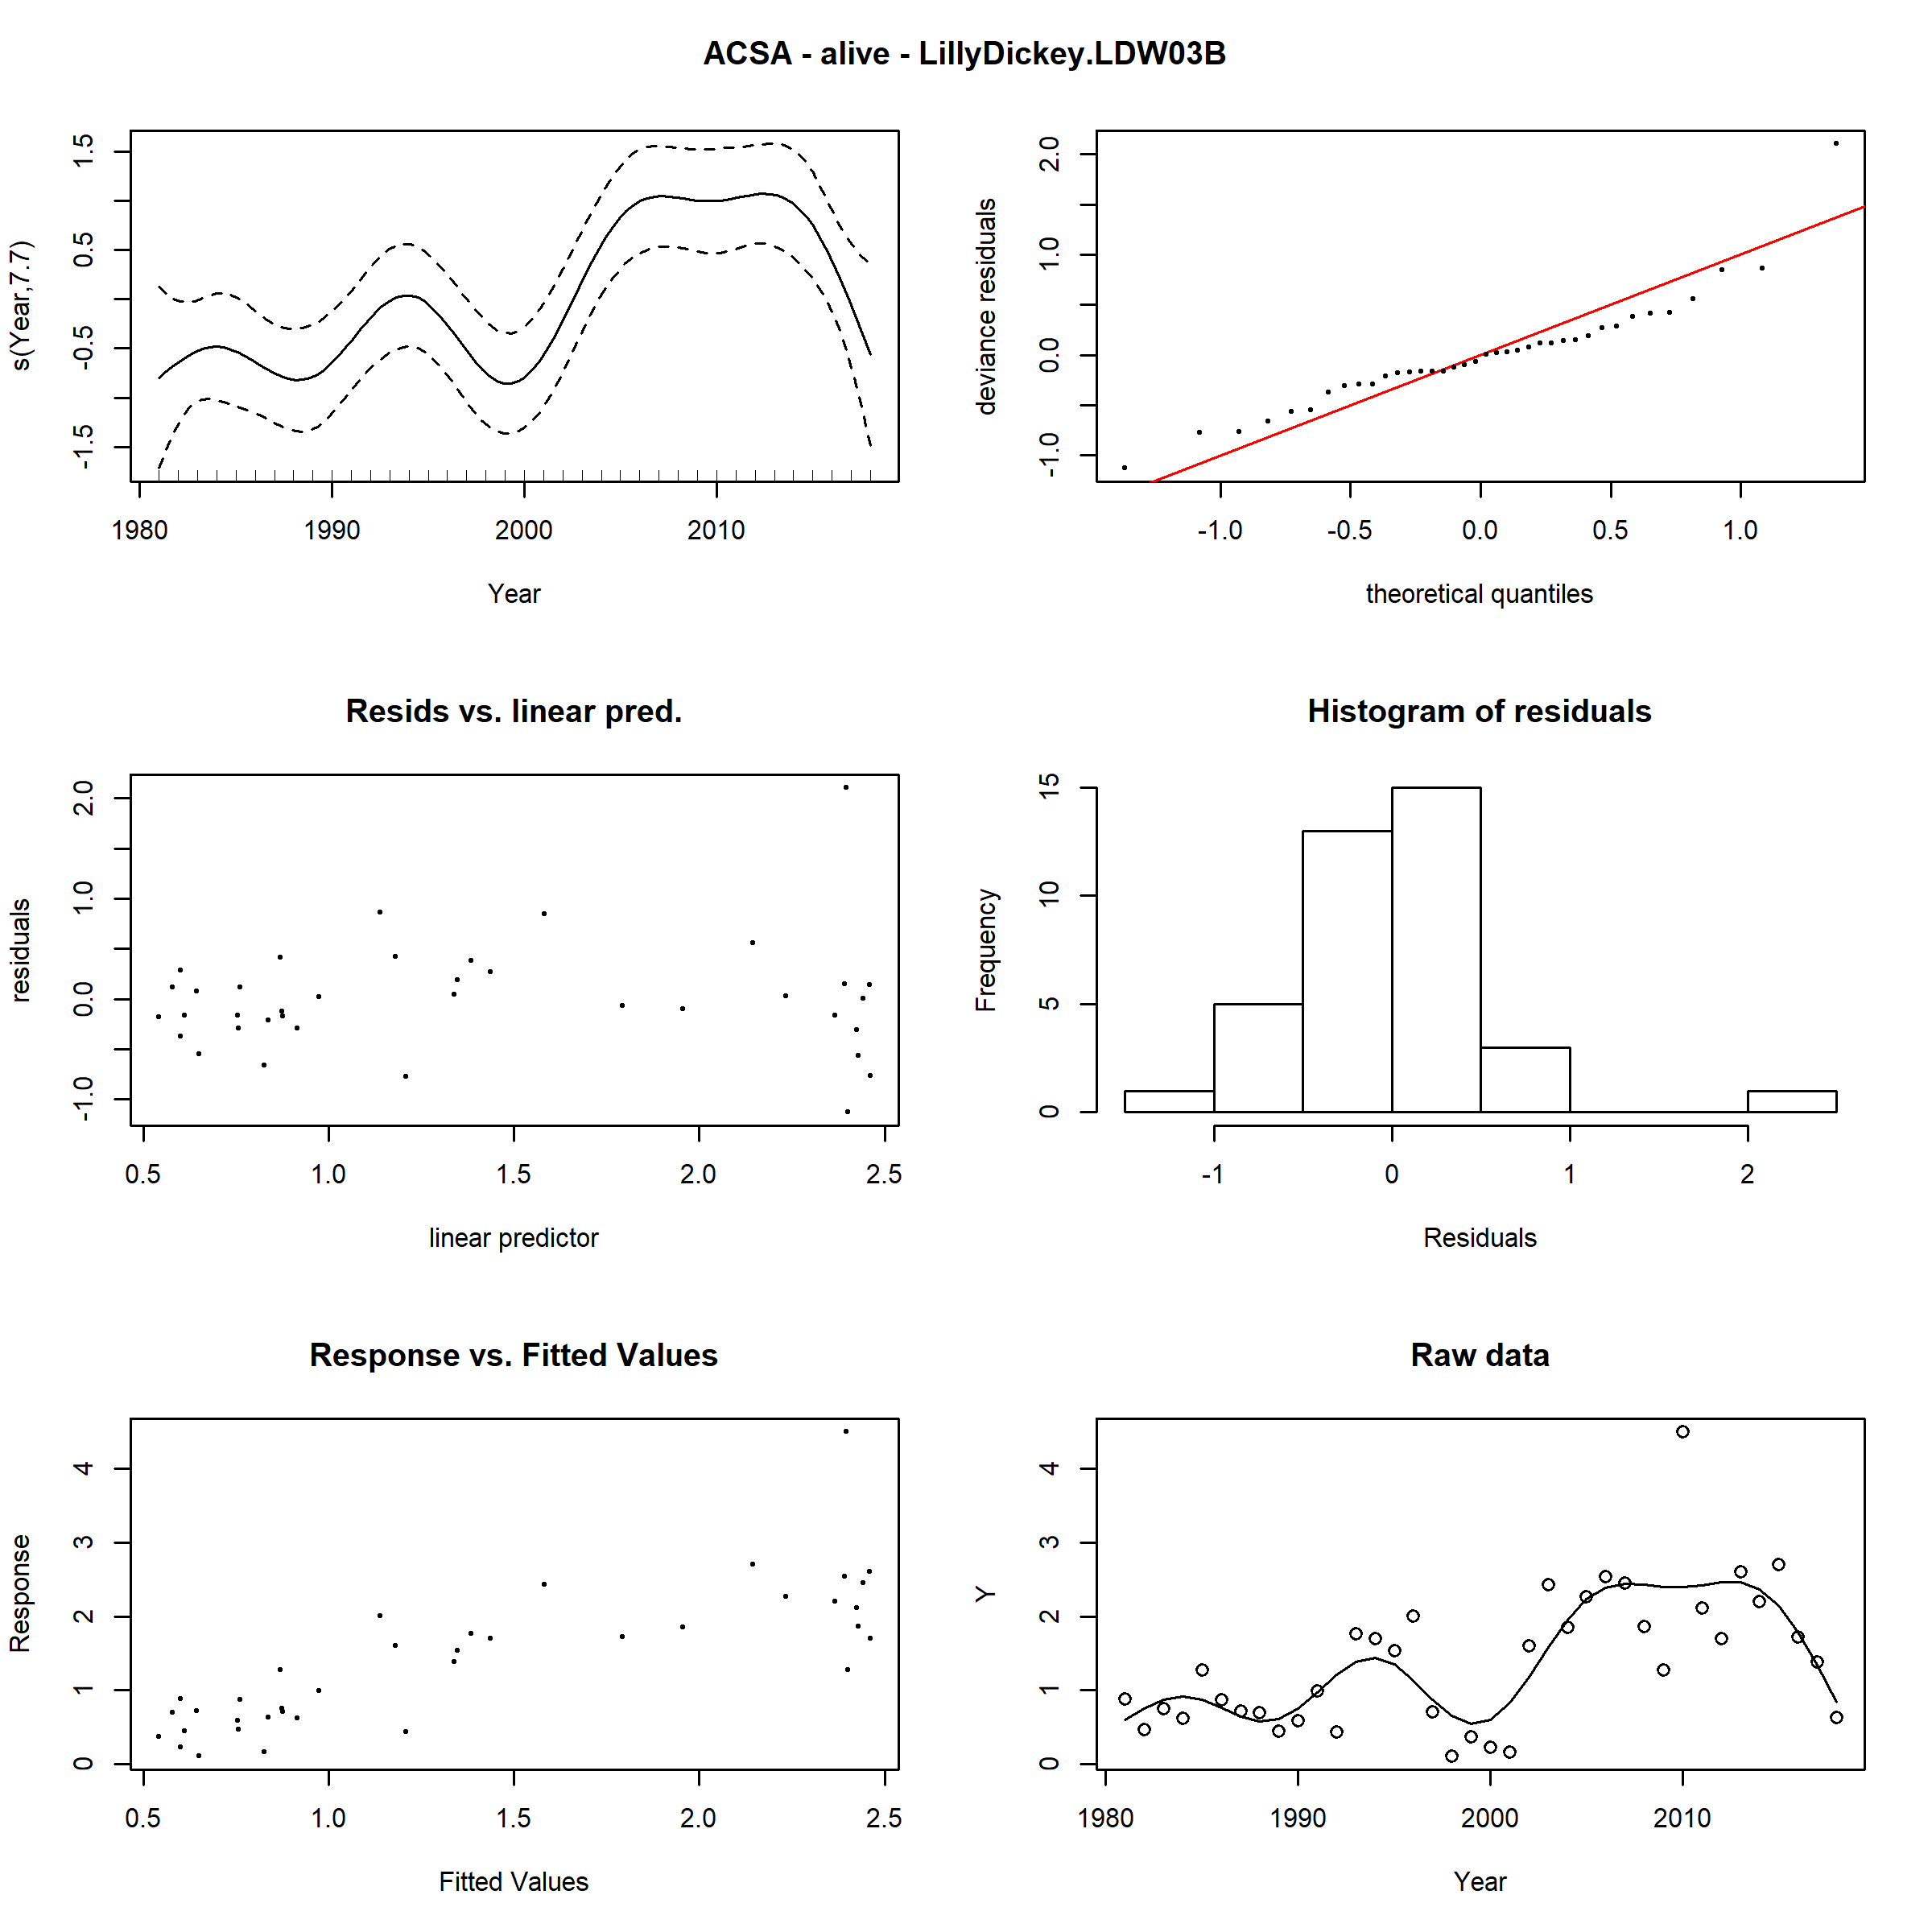 ACSA - alive - LillyDickey.LDW03B
s(Year,7.7)
-1.5 -0.5 0.5 1.5
1980 1990 2000 2010
Year
deviance residuals
-1.0 0.0 1.0 2.0
-1.0 -0.5 0.0 0.5 1.0
theoretical quantiles
Resids vs. linear pred.
residuals
-1.0 0.0 1.0 2.0
0.5 1.0 1.5 2.0 2.5
linear predictor
Histogram of residuals
Frequency
0 5 10 15
-1 0 1 2
Residuals
Response vs. Fitted Values
Response
0 1 2 3 4
0.5 1.0 1.5 2.0 2.5
Fitted Values
Raw data
Y
0 1 2 3 4
1980 1990 2000 2010
Year